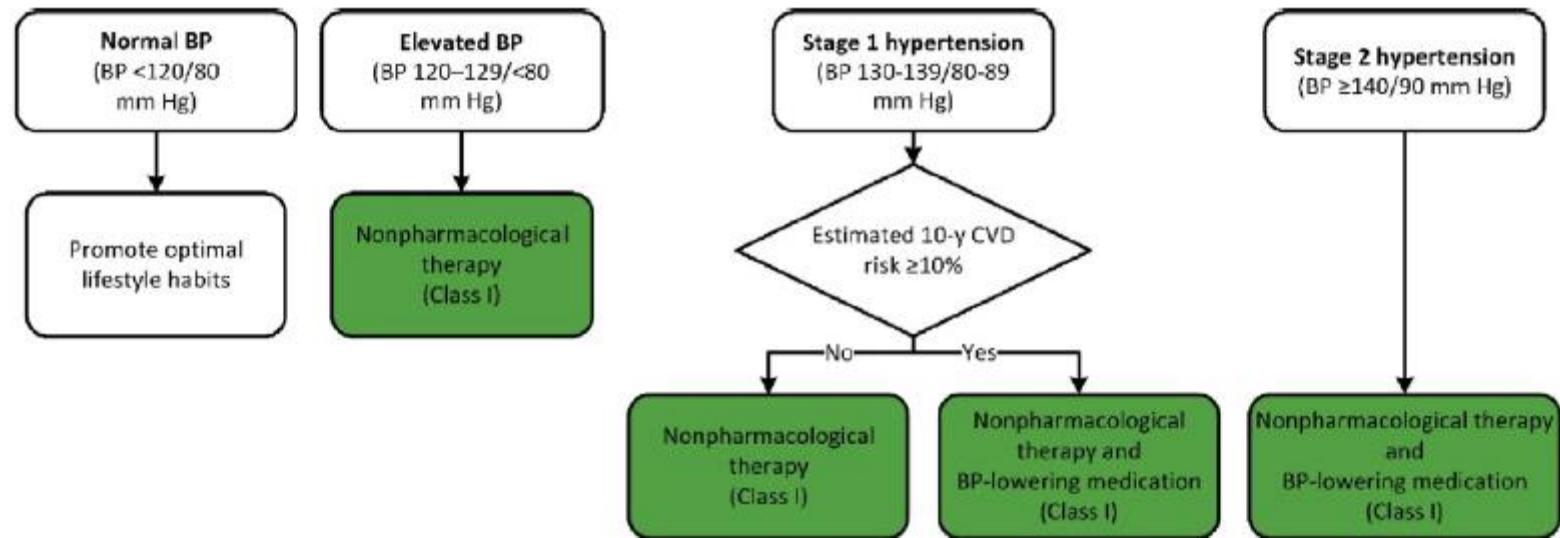 Normal BP
(BP <120/80
mm Hg)
Elevated BP
(BP 120–129/<80
mm Hg)
Stage 1 hypertension
(BP 130-139/80-89
mm Hg)
Stage 2 hypertension
(BP ≥140/90 mm Hg)
Promote optimal
lifestyle habits
Nonpharmacological
therapy
(Class I)
Estimated 10-y CVD
risk ≥10%
No
Yes
Nonpharmacological
therapy
(Class I)
Nonpharmacological
therapy and
BP-lowering medication
(Class I)
Nonpharmacological therapy
and
BP-lowering medication
(Class I)